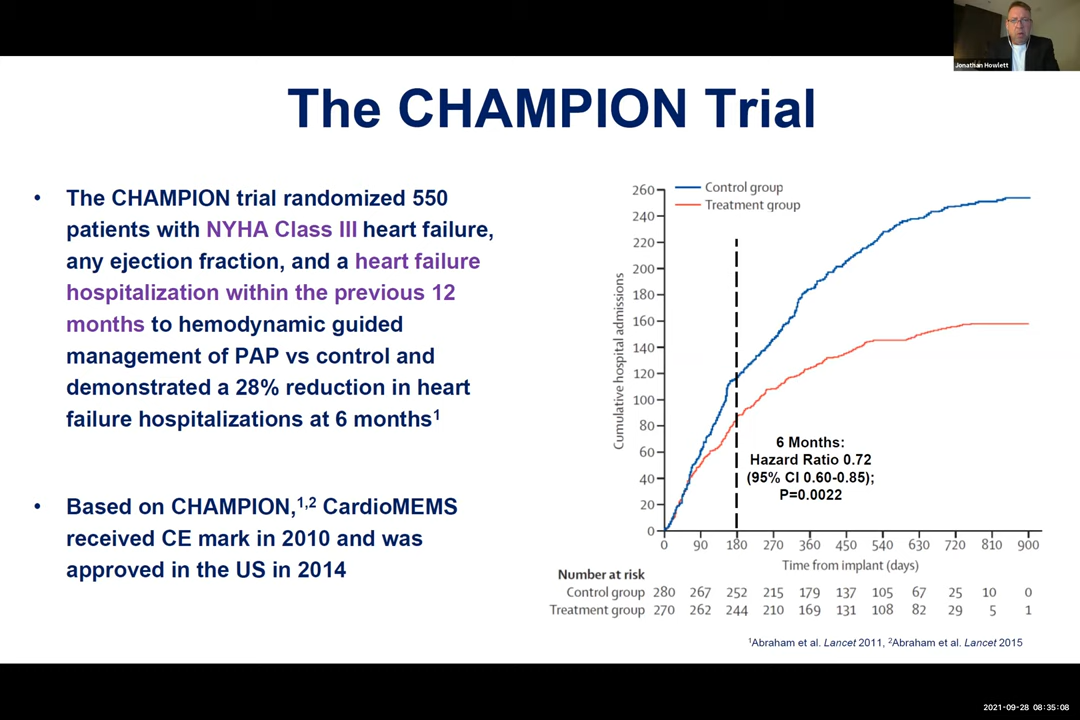 Jonathan Howlett
The CHAMPION Trial
• The CHAMPION trial randomized 550
patients with NYHA Class III heart failure,
any ejection fraction, and a heart failure
hospitalization within the previous 12
months to hemodynamic guided
management of PAP vs control and
demonstrated a 28% reduction in heart
failure hospitalizations at 6 months¹
• Based on CHAMPION,¹,² CardioMEMS
received CE mark in 2010 and was
approved in the US in 2014
Control group
Treatment group
Cumulative hospital admissions
260
240
220
200
180
160
140
120
100
80
60
40
20
0
6 Months:
Hazard Ratio 0.72
(95% CI 0.60-0.85);
P=0.0022
0 90 180 270 360 450 540 630 720 810 900
Time from implant (days)
Number at risk
Control group 280 267 252 215 179 137 105 67 25 10 0
Treatment group 270 262 244 210 169 131 108 82 29 5 1
¹Abraham et al. Lancet 2011, ²Abraham et al. Lancet 2015
2021-09-28 08:35:08